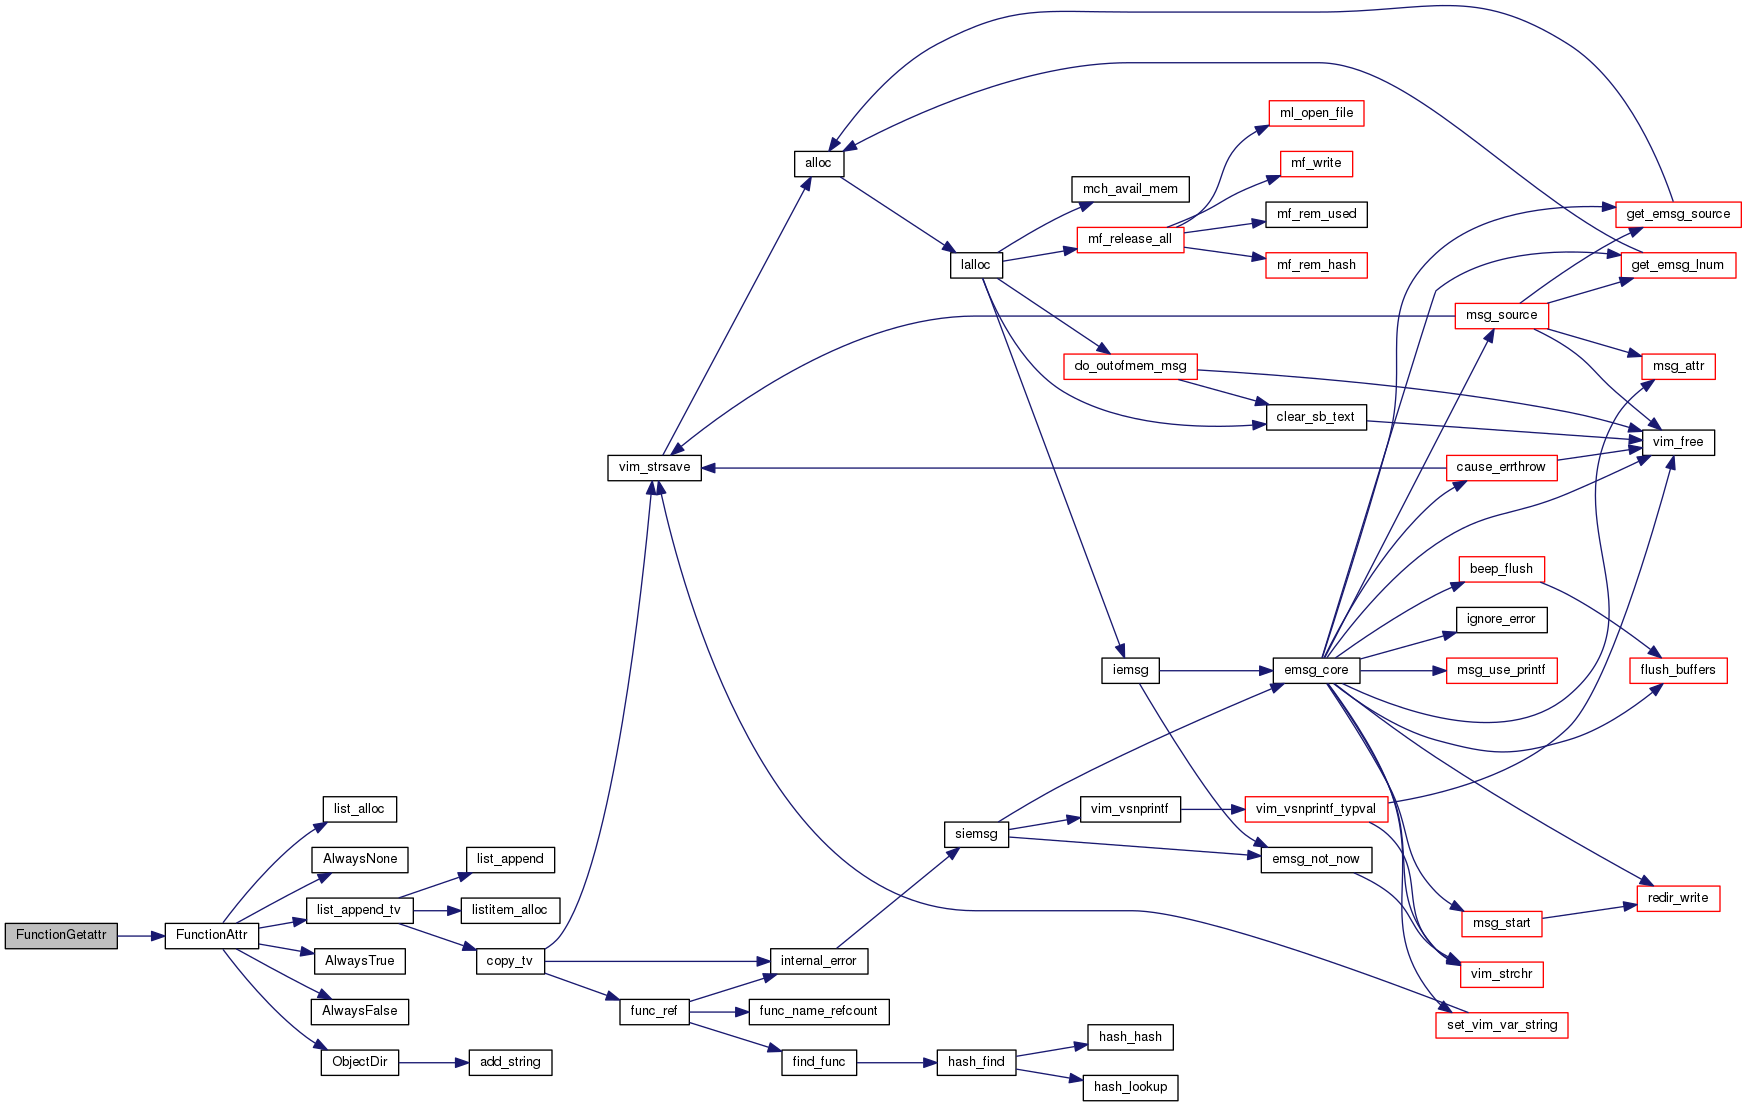 ml_open_file
alloc
mf_write
mch_avail_mem
mf_rem_used
get_emsg_source
mf_release_all
lalloc
mf_rem_hash
get_emsg_lnum
msg_source
do_outofmem_msg
msg_attr
clear_sb_text
vim_free
vim_strsave
cause_errthrow
beep_flush
ignore_error
iemsg
emsg_core
msg_use_printf
flush_buffers
list_alloc
vim_vsnprintf
vim_vsnprintf_typval
siemsg
AlwaysNone
list_append
emsg_not_now
redir_write
list_append_tv
listitem_alloc
msg_start
FunctionGetattr
FunctionAttr
AlwaysTrue
copy_tv
internal_error
vim_strchr
AlwaysFalse
func_ref
func_name_refcount
set_vim_var_string
hash_hash
ObjectDir
add_string
find_func
hash_find
hash_lookup